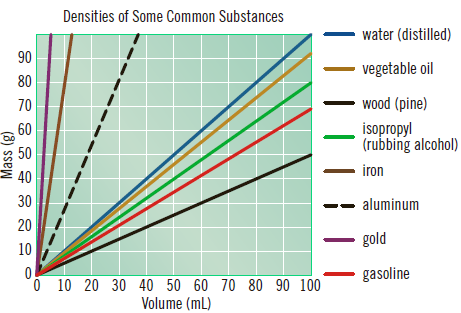 Densities of Some Common Substances
Mass (g)
90
80
70
60
50
40
30
20
10
0
0 10 20 30 40 50 60 70 80 90 100
Volume (mL)
water (distilled)
vegetable oil
wood (pine)
isopropyl
(rubbing alcohol)
iron
aluminum
gold
gasoline